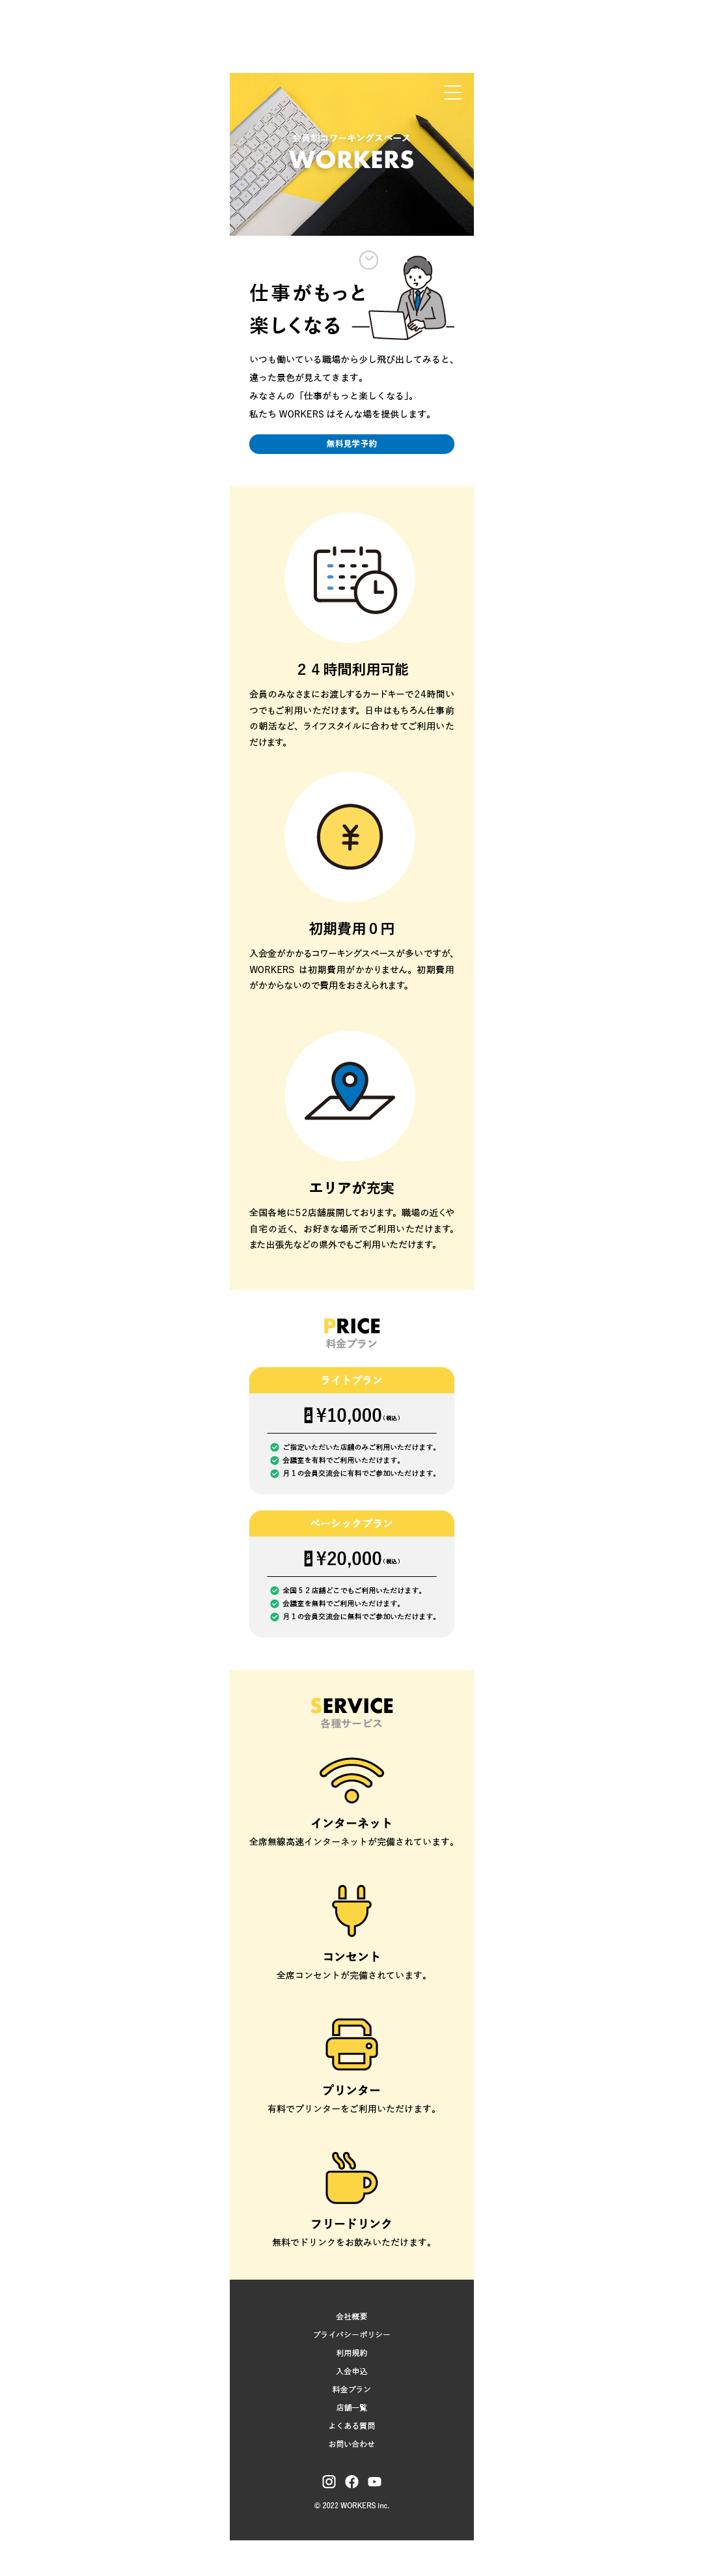 会員制コワーキングスペース
WORKERS
仕事がもっと
楽しくなる
いつも働いている職場から少し飛び出してみると、
違った景色が見えてきます。
みなさんの「仕事がもっと楽しくなる」。
私たち WORKERS はそんな場を提供します。
無料見学予約
２４時間利用可能
会員のみなさまにお渡しするカードキーで24時間い
つでもご利用いただけます。日中はもちろん仕事前
の朝活など、ライフスタイルに合わせてご利用いた
だけます。
¥
初期費用０円
入会金がかかるコワーキングスペースが多いですが、
WORKERS は初期費用がかかりません。初期費用
がかからないので費用をおさえられます。
エリアが充実
全国各地に52店舗展開しております。職場の近くや
自宅の近く、お好きな場所でご利用いただけます。
また出張先などの県外でもご利用いただけます。
PRICE
料金プラン
ライトプラン
¥10,000（税込）
ご指定いただいた店舗のみご利用いただけます。
会議室を有料でご利用いただけます。
月１の会員交流会に有料でご参加いただけます。
ベーシックプラン
¥20,000（税込）
全国５２店舗どこでもご利用いただけます。
会議室を無料でご利用いただけます。
月１の会員交流会に無料でご参加いただけます。
SERVICE
各種サービス
インターネット
全席無線高速インターネットが完備されています。
コンセント
全席コンセントが完備されています。
プリンター
有料でプリンターをご利用いただけます。
フリードリンク
無料でドリンクをお飲みいただけます。
会社概要
プライバシーポリシー
利用規約
入会申込
料金プラン
店舗一覧
よくある質問
お問い合わせ
© 2022 WORKERS inc.